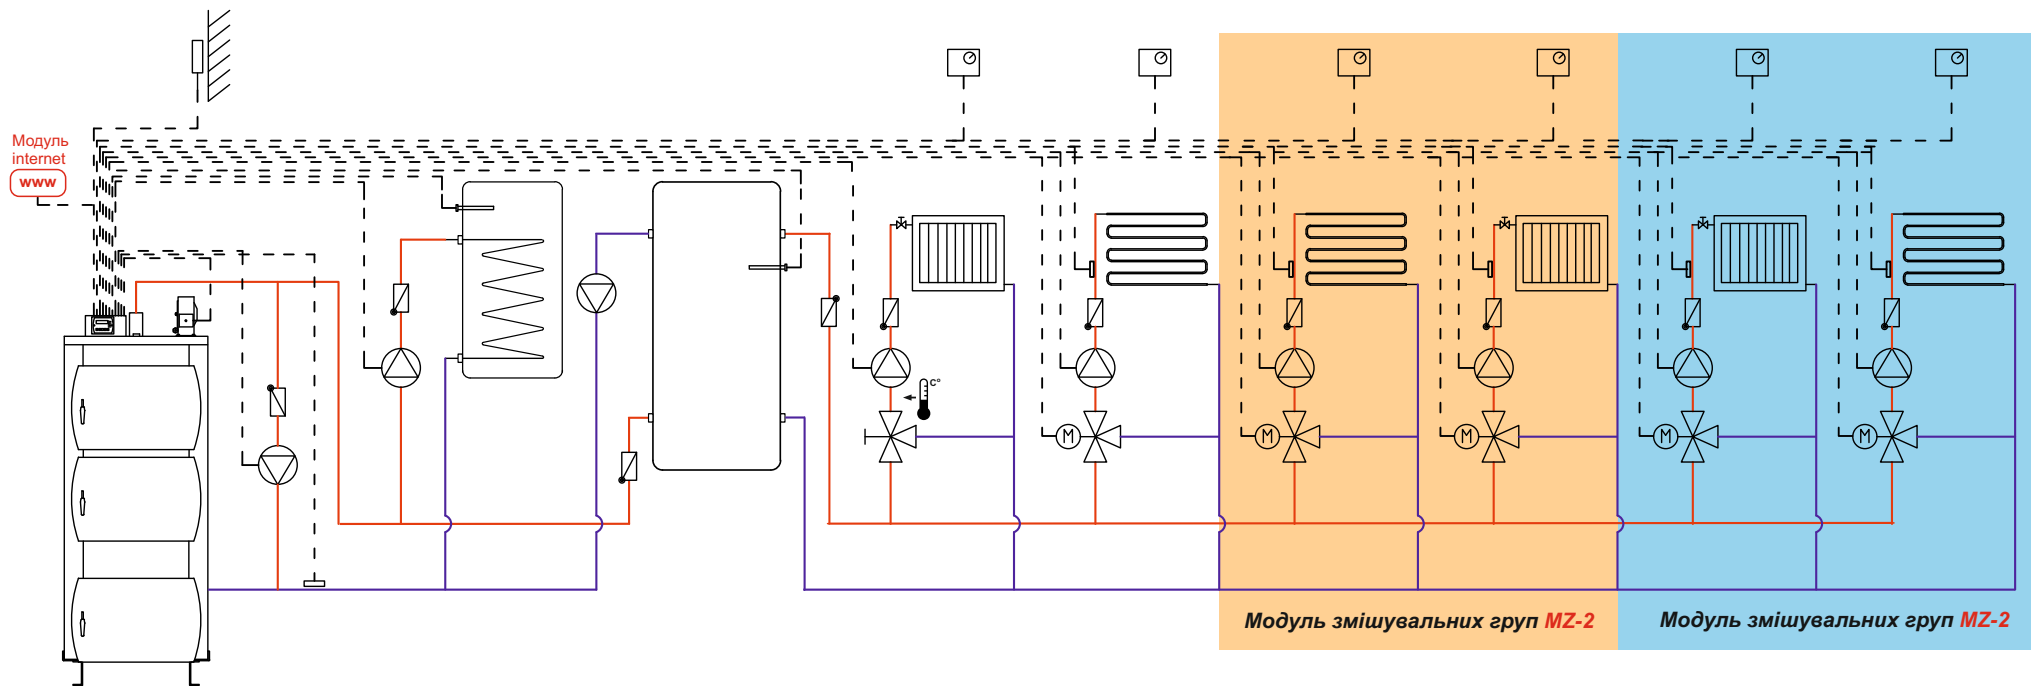 Модуль
internet
www
C°
M
M
M
M
M
Модуль змішувальних груп MZ-2
Модуль змішувальних груп MZ-2